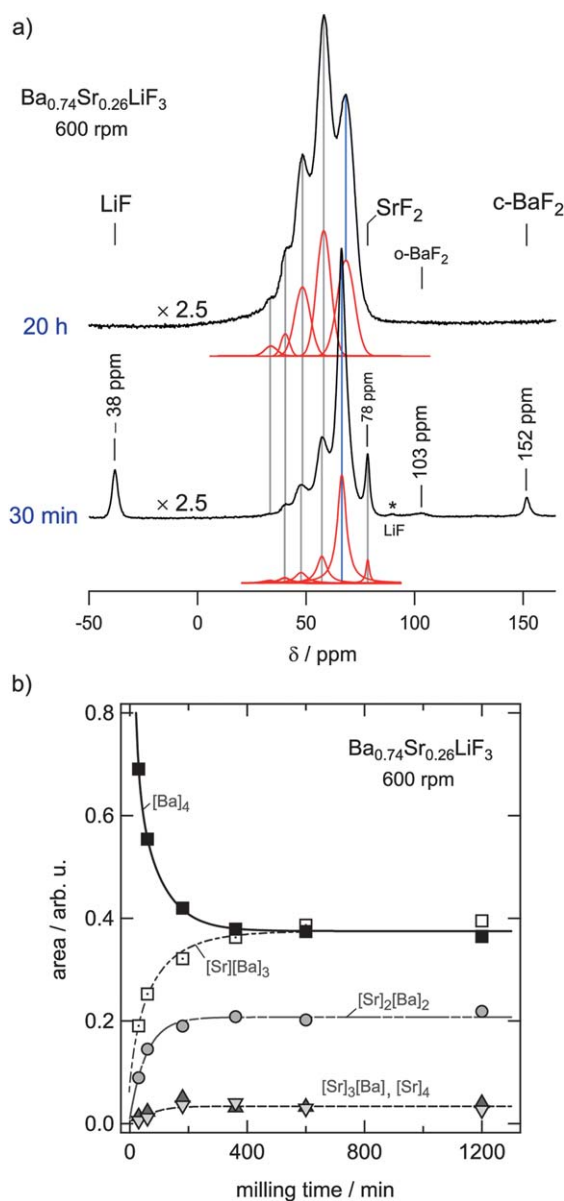 a)
Ba0.74Sr0.26LiF3
600 rpm
LiF
SrF2
c-BaF2
o-BaF2
× 2.5
20 h
− 38 ppm
78 ppm
103 ppm
152 ppm
× 2.5
30 min
*
LiF
-50 0 50 100 150
δ / ppm
b)
0.8
Ba0.74Sr0.26LiF3
600 rpm
[Ba]4
0.6
area / arb. u.
0.4
[Sr][Ba]3
[Sr]2[Ba]2
0.2
[Sr]3[Ba] , [Sr]4
0.0
0 400 800 1200
milling time / min